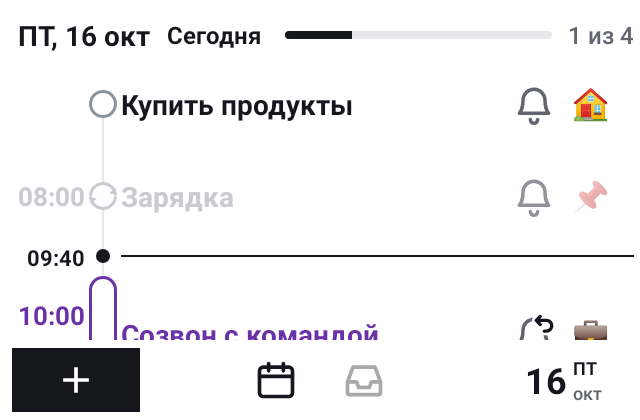 ПТ, 16 окт Сегодня 1 из 4
Купить продукты
08:00 Зарядка
09:40
10:00 Созвон с командой
16 ПТ
окт